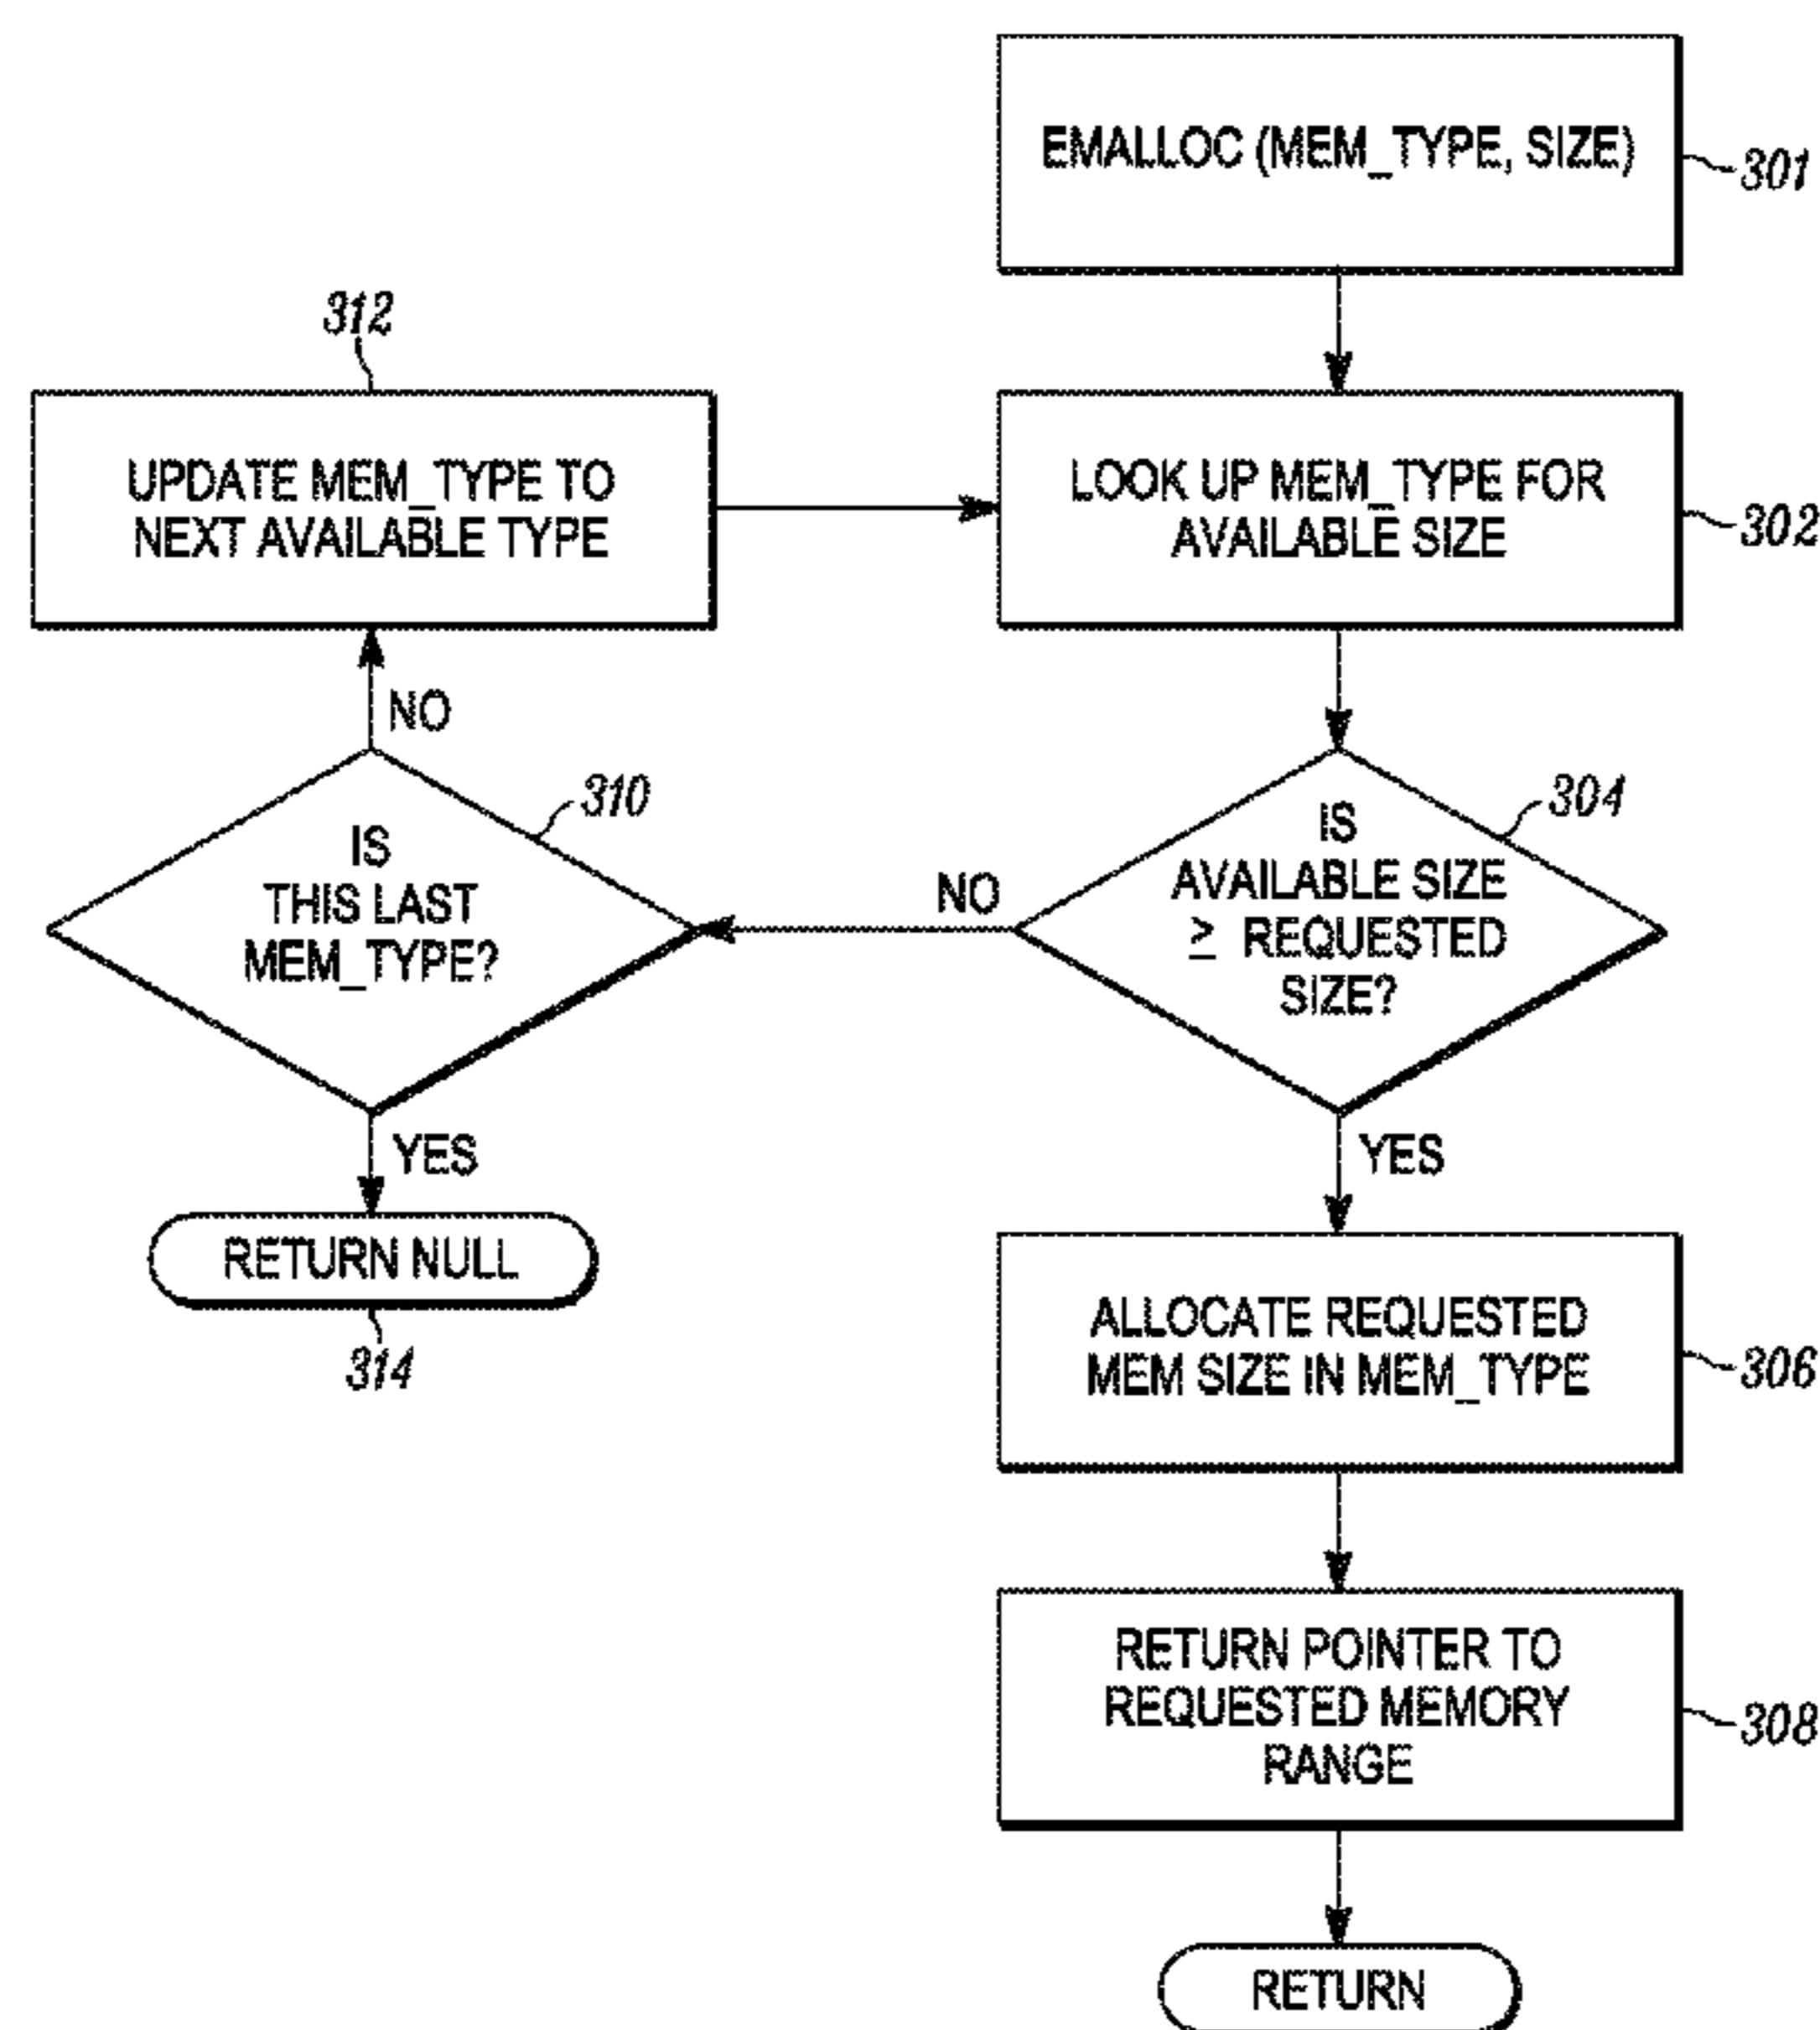 EMALLOC (MEM_TYPE, SIZE)
301
312
UPDATE MEM_TYPE TO
NEXT AVAILABLE TYPE
LOOK UP MEM_TYPE FOR
AVAILABLE SIZE
302
NO
310
IS
THIS LAST
MEM_TYPE?
NO
304
IS
AVAILABLE SIZE
≥ REQUESTED
SIZE?
YES
RETURN NULL
314
YES
ALLOCATE REQUESTED
MEM SIZE IN MEM_TYPE
306
RETURN POINTER TO
REQUESTED MEMORY
RANGE
308
RETURN